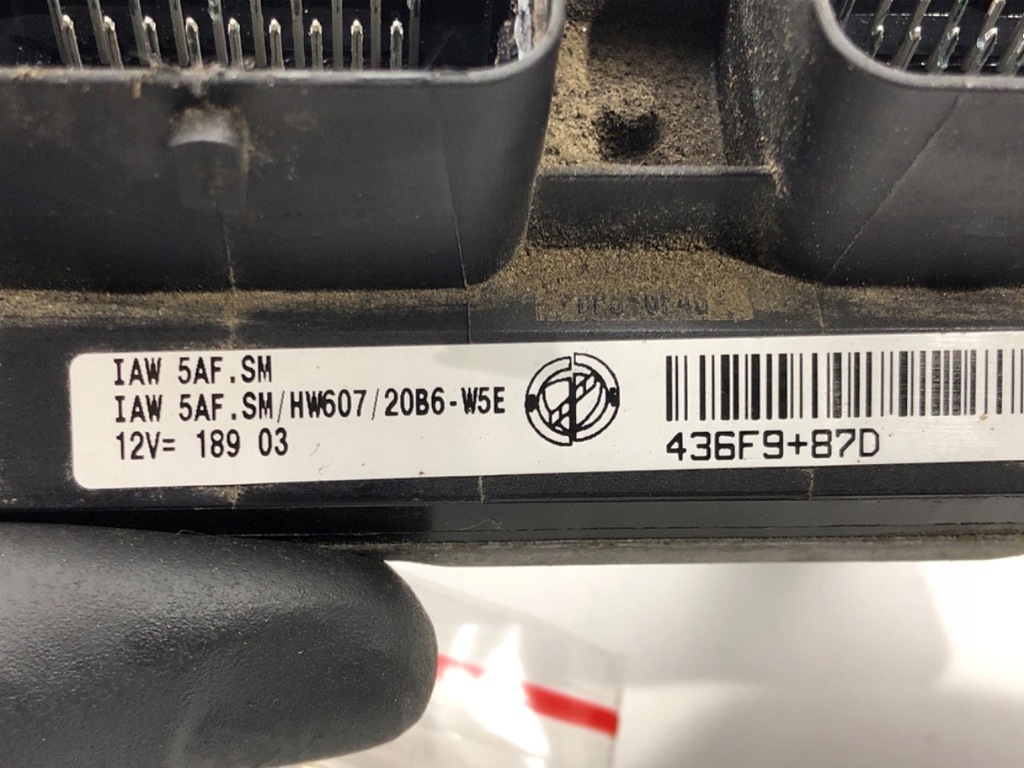 IAW 5AF.SM
IAW 5AF.SM/HW607/20B6-W5E
12V= 189 03
436F9+87D